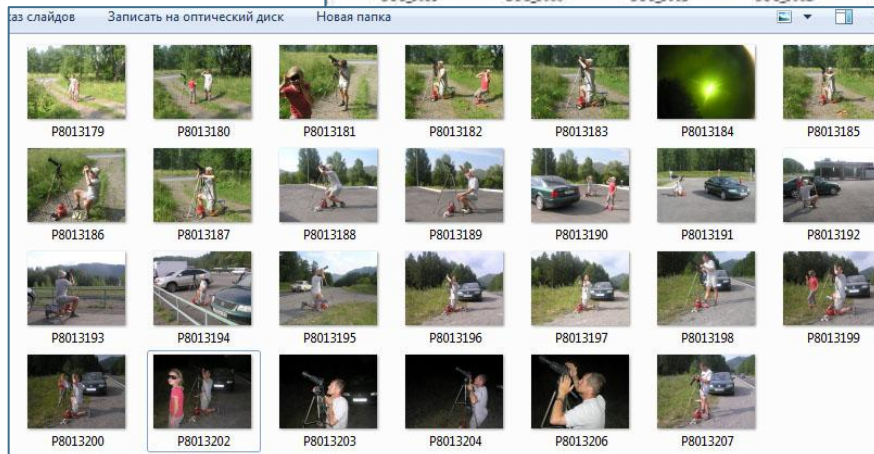 каз слайдов Записать на оптический диск Новая папка
P8013179 P8013180 P8013181 P8013182 P8013183 P8013184 P8013185
P8013186 P8013187 P8013188 P8013189 P8013190 P8013191 P8013192
P8013193 P8013194 P8013195 P8013196 P8013197 P8013198 P8013199
P8013200 P8013202 P8013203 P8013204 P8013206 P8013207